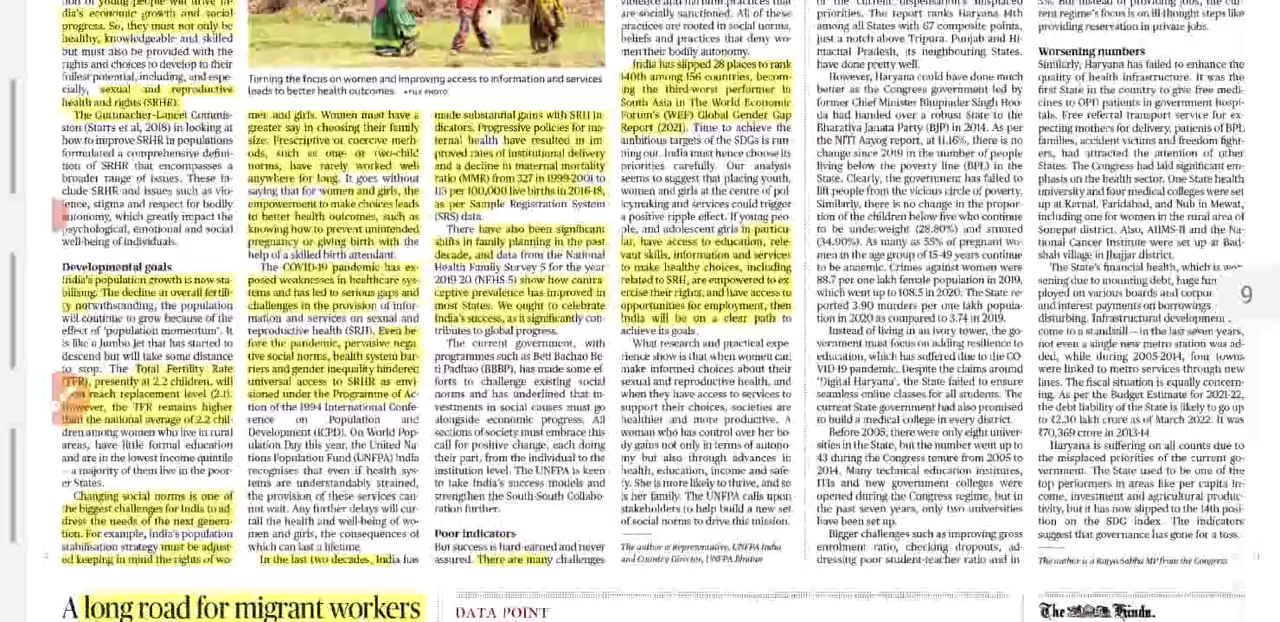 tion of young people will drive In-
dia's economic growth and social
progress. So, they must not only be
healthy, knowledgeable and skilled
but must also be provided with the
rights and choices to develop to their
fullest potential, including, and espe-
cially, sexual and reproductive
health and rights (SRHR).
The Guttmacher-Lancet Commis-
sion (Starrs et al, 2018) in looking at
how to improve SRHR in populations
formulated a comprehensive defini-
tion of SRHR that encompasses a
broader range of issues. These in-
clude SRHR and issues such as vio-
lence, stigma and respect for bodily
autonomy, which greatly impact the
psychological, emotional and social
well-being of individuals.
Developmental goals
India's population growth is now sta-
bilising. The decline in overall fertili-
ty notwithstanding, the population
will continue to grow because of the
effect of 'population momentum'. It
is like a Jumbo Jet that has started to
descend but will take some distance
to stop. The Total Fertility Rate
(TFR), presently at 2.2 children, will
reach replacement level (2.1).
However, the TFR remains higher
than the national average of 2.2 chil-
dren among women who live in rural
areas, have little formal education
and are in the lowest income quintile
– a majority of them live in the poor-
er States.
Changing social norms is one of
the biggest challenges for India to ad-
dress the needs of the next genera-
tion. For example, India's population
stabilisation strategy must be adjust-
ed keeping in mind the rights of wo-
Turning the focus on women and improving access to information and services
leads to better health outcomes. •FILE PHOTO
men and girls. Women must have a
greater say in choosing their family
size. Prescriptive or coercive meth-
ods, such as one- or two-child
norms, have rarely worked well
anywhere for long. It goes without
saying that for women and girls, the
empowerment to make choices leads
to better health outcomes, such as
knowing how to prevent unintended
pregnancy or giving birth with the
help of a skilled birth attendant.
The COVID-19 pandemic has ex-
posed weaknesses in healthcare sys-
tems and has led to serious gaps and
challenges in the provision of infor-
mation and services on sexual and
reproductive health (SRH). Even be-
fore the pandemic, pervasive nega-
tive social norms, health system bar-
riers and gender inequality hindered
universal access to SRHR as envi-
sioned under the Programme of Ac-
tion of the 1994 International Confe-
rence on Population and
Development (ICPD). On World Pop-
ulation Day this year, the United Na-
tions Population Fund (UNFPA) India
recognises that even if health sys-
tems are understandably strained,
the provision of these services can-
not wait. Any further delays will cur-
tail the health and well-being of wo-
men and girls, the consequences of
which can last a lifetime.
In the last two decades, India has
made substantial gains with SRH in-
dicators. Progressive policies for ma-
ternal health have resulted in im-
proved rates of institutional delivery
and a decline in maternal mortality
ratio (MMR) from 327 in 1999-2001 to
113 per 100,000 live births in 2016-18,
as per Sample Registration System
(SRS) data.
There have also been significant
shifts in family planning in the past
decade, and data from the National
Health Family Survey 5 for the year
2019-20 (NFHS-5) show how contra-
ceptive prevalence has improved in
most States. We ought to celebrate
India's success, as it significantly con-
tributes to global progress.
The current government, with
programmes such as Beti Bachao Be-
ti Padhao (BBBP), has made some ef-
forts to challenge existing social
norms and has underlined that in-
vestments in social causes must go
alongside economic progress. All
sections of society must embrace this
call for positive change, each doing
their part, from the individual to the
institution level. The UNFPA is keen
to take India's success models and
strengthen the South-South Collabo-
ration further.
Poor indicators
But success is hard-earned and never
assured. There are many challenges
violence and harmful practices that
are socially sanctioned. All of these
practices are rooted in social norms,
beliefs and practices that deny wo-
men their bodily autonomy.
India has slipped 28 places to rank
140th among 156 countries, becom-
ing the third-worst performer in
South Asia in The World Economic
Forum's (WEF) Global Gender Gap
Report (2021). Time to achieve the
ambitious targets of the SDGs is run-
ning out. India must hence choose its
priorities carefully. Our analysis
seems to suggest that placing youth,
women and girls at the centre of pol-
icymaking and services could trigger
a positive ripple effect. If young peo-
ple, and adolescent girls in particu-
lar, have access to education, rele-
vant skills, information and services
to make healthy choices, including
related to SRH, are empowered to ex-
ercise their rights, and have access to
opportunities for employment, then
India will be on a clear path to
achieve its goals.
What research and practical expe-
rience show is that when women can
make informed choices about their
sexual and reproductive health, and
when they have access to services to
support their choices, societies are
healthier and more productive. A
woman who has control over her bo-
dy gains not only in terms of autono-
my but also through advances in
health, education, income and safe-
ty. She is more likely to thrive, and so
is her family. The UNFPA calls upon
stakeholders to help build a new set
of social norms to drive this mission.
The author is Representative, UNFPA India
and Country Director, UNFPA Bhutan
of the current dispensation's misplaced
priorities. The report ranks Haryana 14th
among all States with 67 composite points,
just a notch above Tripura. Punjab and Hi-
machal Pradesh, its neighbouring States,
have done pretty well.
However, Haryana could have done much
better as the Congress government led by
former Chief Minister Bhupinder Singh Hoo-
da had handed over a robust State to the
Bharatiya Janata Party (BJP) in 2014. As per
the NITI Aayog report, at 11.16%, there is no
change since 2019 in the number of people
living below the poverty line (BPL) in the
State. Clearly, the government has failed to
lift people from the vicious circle of poverty.
Similarly, there is no change in the propor-
tion of the children below five who continue
to be underweight (28.80%) and stunted
(34.90%). As many as 55% of pregnant wo-
men in the age group of 15-49 years continue
to be anaemic. Crimes against women were
88.7 per one lakh female population in 2019,
which went up to 108.5 in 2020. The State re-
ported 3.90 murders per one lakh popula-
tion in 2020 as compared to 3.74 in 2019.
Instead of living in an ivory tower, the go-
vernment must focus on adding resilience to
education, which has suffered due to the CO-
VID-19 pandemic. Despite the claims around
'Digital Haryana', the State failed to ensure
seamless online classes for all students. The
current State government had also promised
to build a medical college in every district.
Before 2005, there were only eight univer-
sities in the State, but the number went up to
43 during the Congress tenure from 2005 to
2014. Many technical education institutes,
ITIs and new government colleges were
opened during the Congress regime, but in
the past seven years, only two universities
have been set up.
Bigger challenges such as improving gross
enrolment ratio, checking dropouts, ad-
dressing poor student-teacher ratio and in
5%. But instead of providing jobs, the cur-
rent regime's focus is on ill-thought steps like
providing reservation in private jobs.
Worsening numbers
Similarly, Haryana has failed to enhance the
quality of health infrastructure. It was the
first State in the country to give free medi-
cines to OPD patients in government hospi-
tals. Free referral transport service for ex-
pecting mothers for delivery, patients of BPL
families, accident victims and freedom fight-
ers, had attracted the attention of other
States. The Congress had laid significant em-
phasis on the health sector. One State health
university and four medical colleges were set
up at Karnal, Faridabad, and Nuh in Mewat,
including one for women in the rural area of
Sonepat district. Also, AIIMS-II and the Na-
tional Cancer Institute were set up at Bad-
shah village in Jhajjar district.
The State's financial health, which is wor-
sening due to mounting debt, huge
ployed on various boards and
and interest payments on borrowings
disturbing. Infrastructural development
come to a standstill – in the last seven years,
not even a single new metro station was ad-
ded, while during 2005-2014, four towns
were linked to metro services through new
lines. The fiscal situation is equally concern-
ing. As per the Budget Estimate for 2021-22,
the debt liability of the State is likely to go up
to ₹2.30 lakh crore as of March 2022. It was
₹70,369 crore in 2013-14
Haryana is suffering on all counts due to
the misplaced priorities of the current go-
vernment. The State used to be one of the
top performers in areas like per capita in-
come, investment and agricultural produc-
tivity, but it has now slipped to the 14th posi-
tion on the SDG index. The indicators
suggest that governance has gone for a toss.
The author is a Rajya Sabha MP from the Congress
9
A long road for migrant workers
DATA POINT
The Hindu.